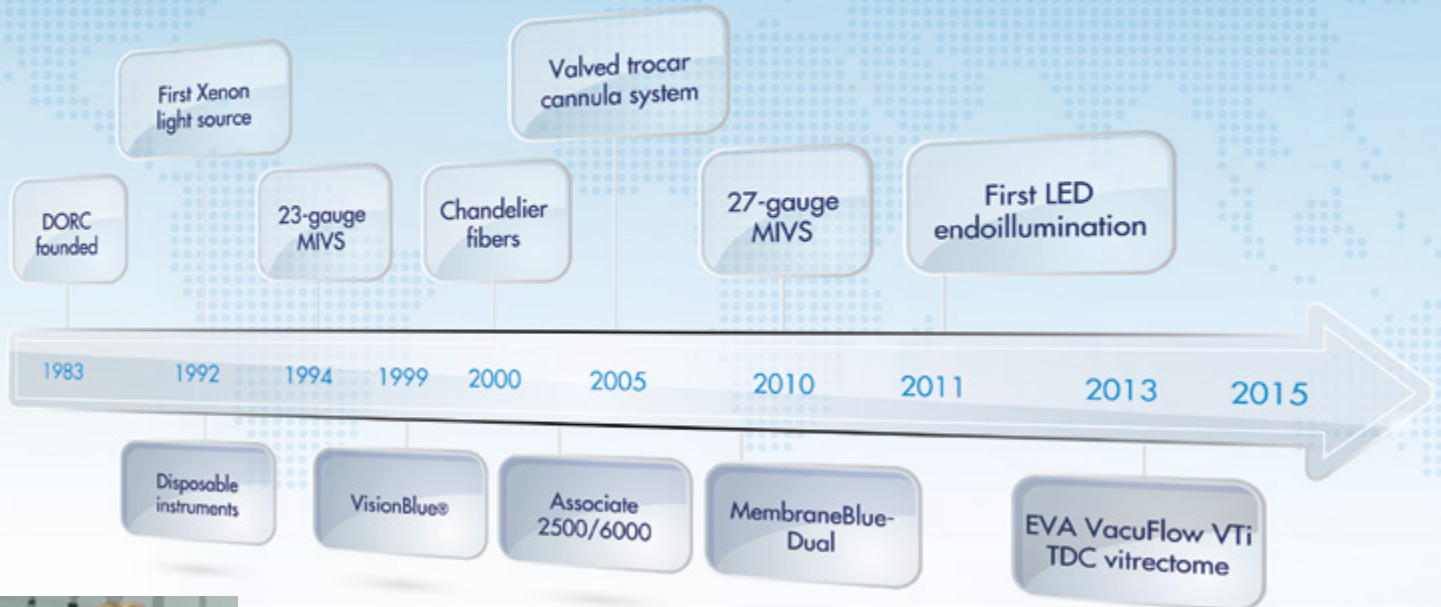 Valved trocar
cannula system
First Xenon
light source
DORC
founded
23-gauge
MIVS
Chandelier
fibers
27-gauge
MIVS
First LED
endoillumination
1983
1992
1994
1999
2000
2005
2010
2011
2013
2015
Disposable
instruments
VisionBlue®
Associate
2500/6000
MembraneBlue-
Dual
EVA VacuFlow VTi
TDC vitrectome